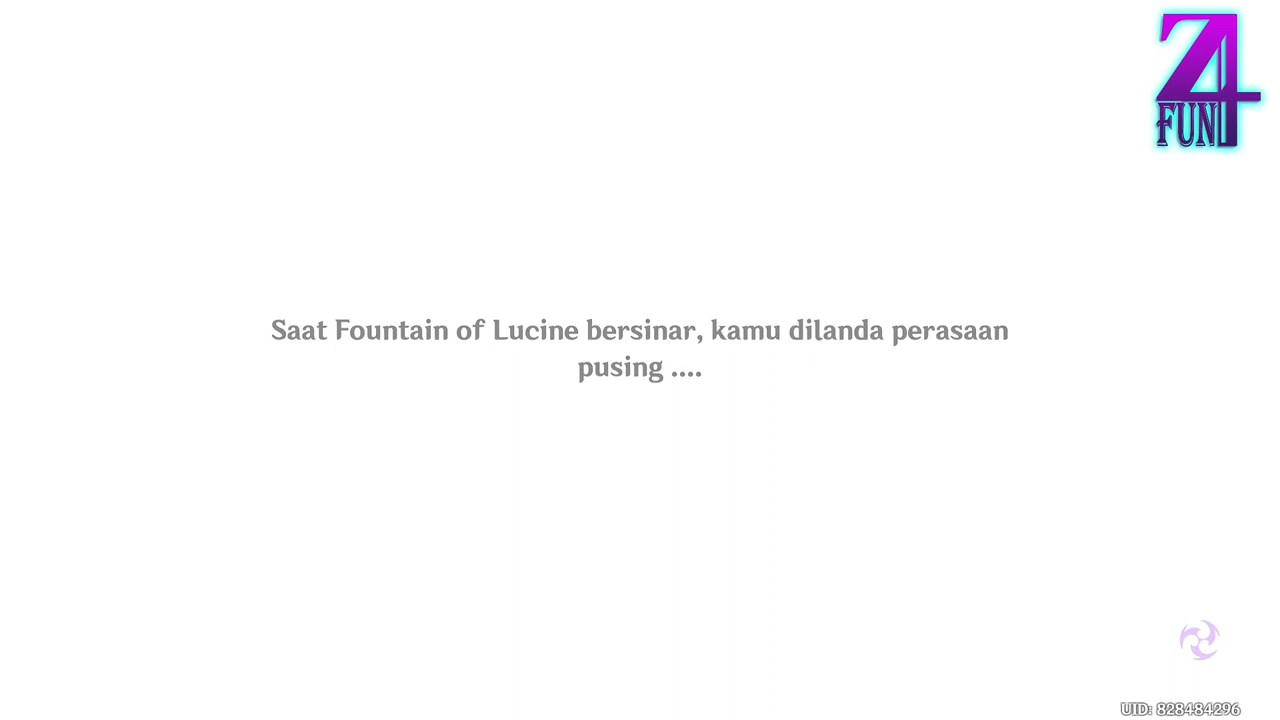 Z4
FUN
Saat Fountain of Lucine bersinar, kamu dilanda perasaan
pusing ....
UID: 828484296